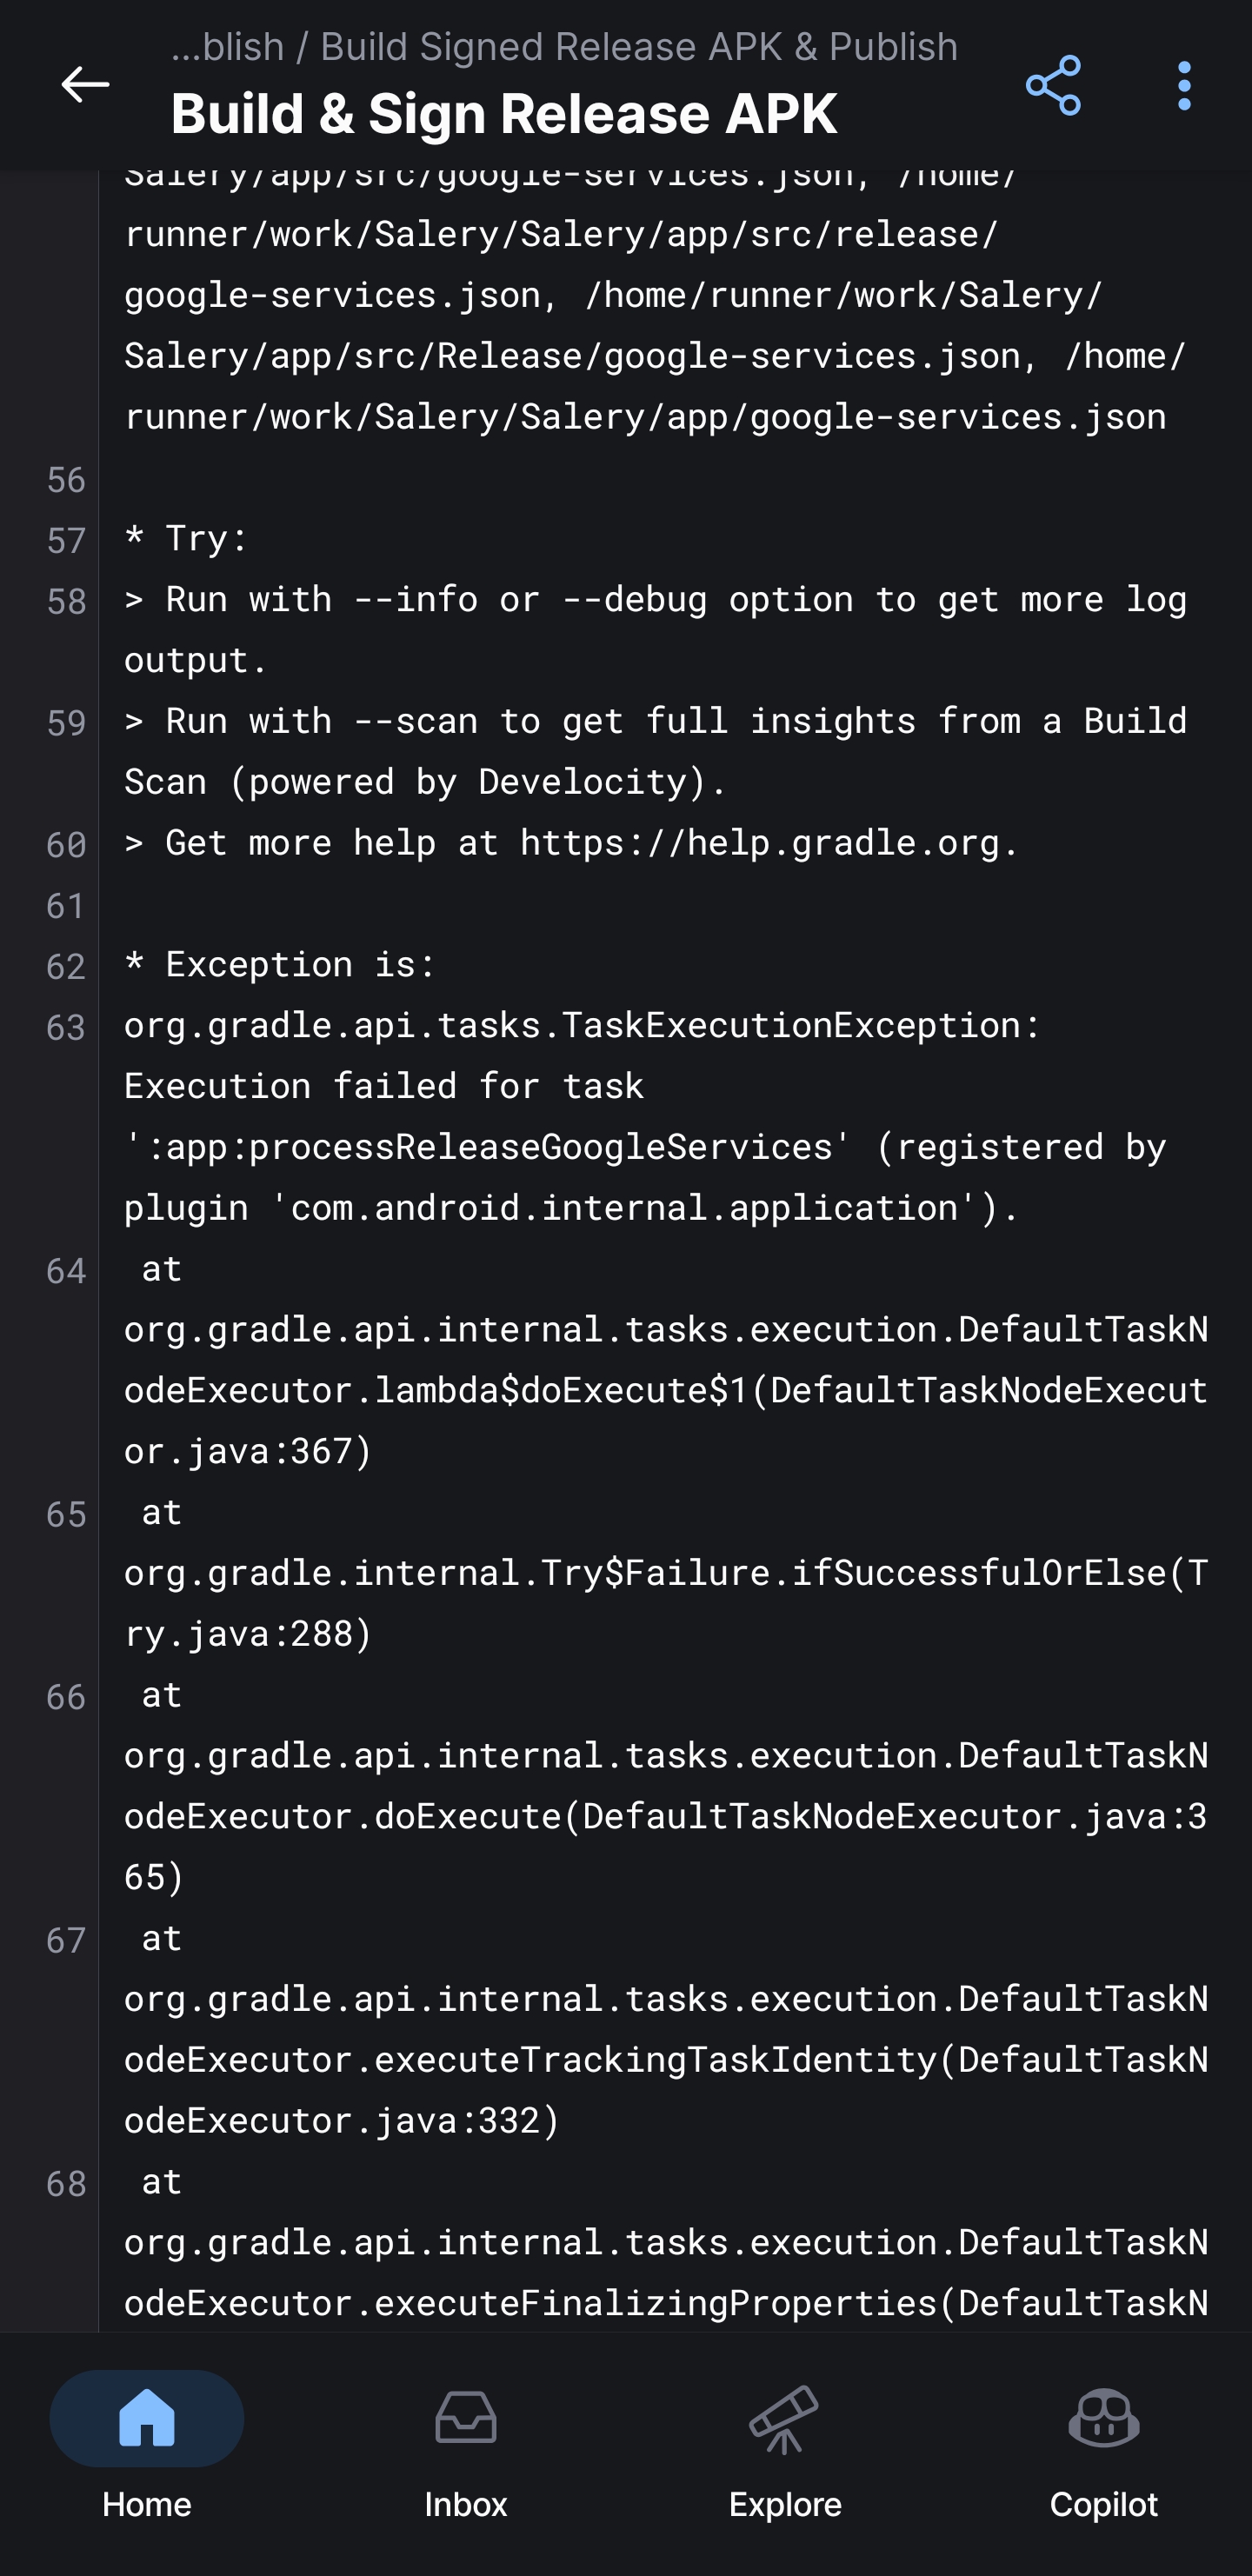 ...blish / Build Signed Release APK & Publish
Build & Sign Release APK
Salery/app/src/google-services.json, /home/
runner/work/Salery/Salery/app/src/release/
google-services.json, /home/runner/work/Salery/
Salery/app/src/Release/google-services.json, /home/
runner/work/Salery/Salery/app/google-services.json
56
57 * Try:
58 > Run with --info or --debug option to get more log
output.
59 > Run with --scan to get full insights from a Build
Scan (powered by Develocity).
60 > Get more help at https://help.gradle.org.
61
62 * Exception is:
63 org.gradle.api.tasks.TaskExecutionException:
Execution failed for task
':app:processReleaseGoogleServices' (registered by
plugin 'com.android.internal.application').
64 at
org.gradle.api.internal.tasks.execution.DefaultTaskN
odeExecutor.lambda$doExecute$1(DefaultTaskNodeExecut
or.java:367)
65 at
org.gradle.internal.Try$Failure.ifSuccessfulOrElse(T
ry.java:288)
66 at
org.gradle.api.internal.tasks.execution.DefaultTaskN
odeExecutor.doExecute(DefaultTaskNodeExecutor.java:3
65)
67 at
org.gradle.api.internal.tasks.execution.DefaultTaskN
odeExecutor.executeTrackingTaskIdentity(DefaultTaskN
odeExecutor.java:332)
68 at
org.gradle.api.internal.tasks.execution.DefaultTaskN
odeExecutor.executeFinalizingProperties(DefaultTaskN
Home
Inbox
Explore
Copilot